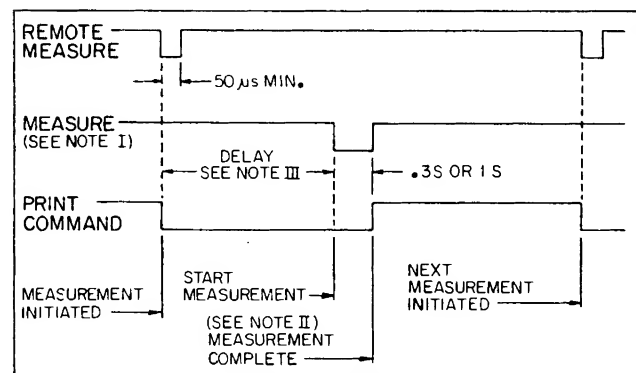 REMOTE
MEASURE
50 µs MIN.
MEASURE
(SEE NOTE I)
DELAY
SEE NOTE III
.3S OR 1 S
PRINT
COMMAND
MEASUREMENT
INITIATED
START
MEASUREMENT
(SEE NOTE II)
MEASUREMENT
COMPLETE
NEXT
MEASUREMENT
INITIATED